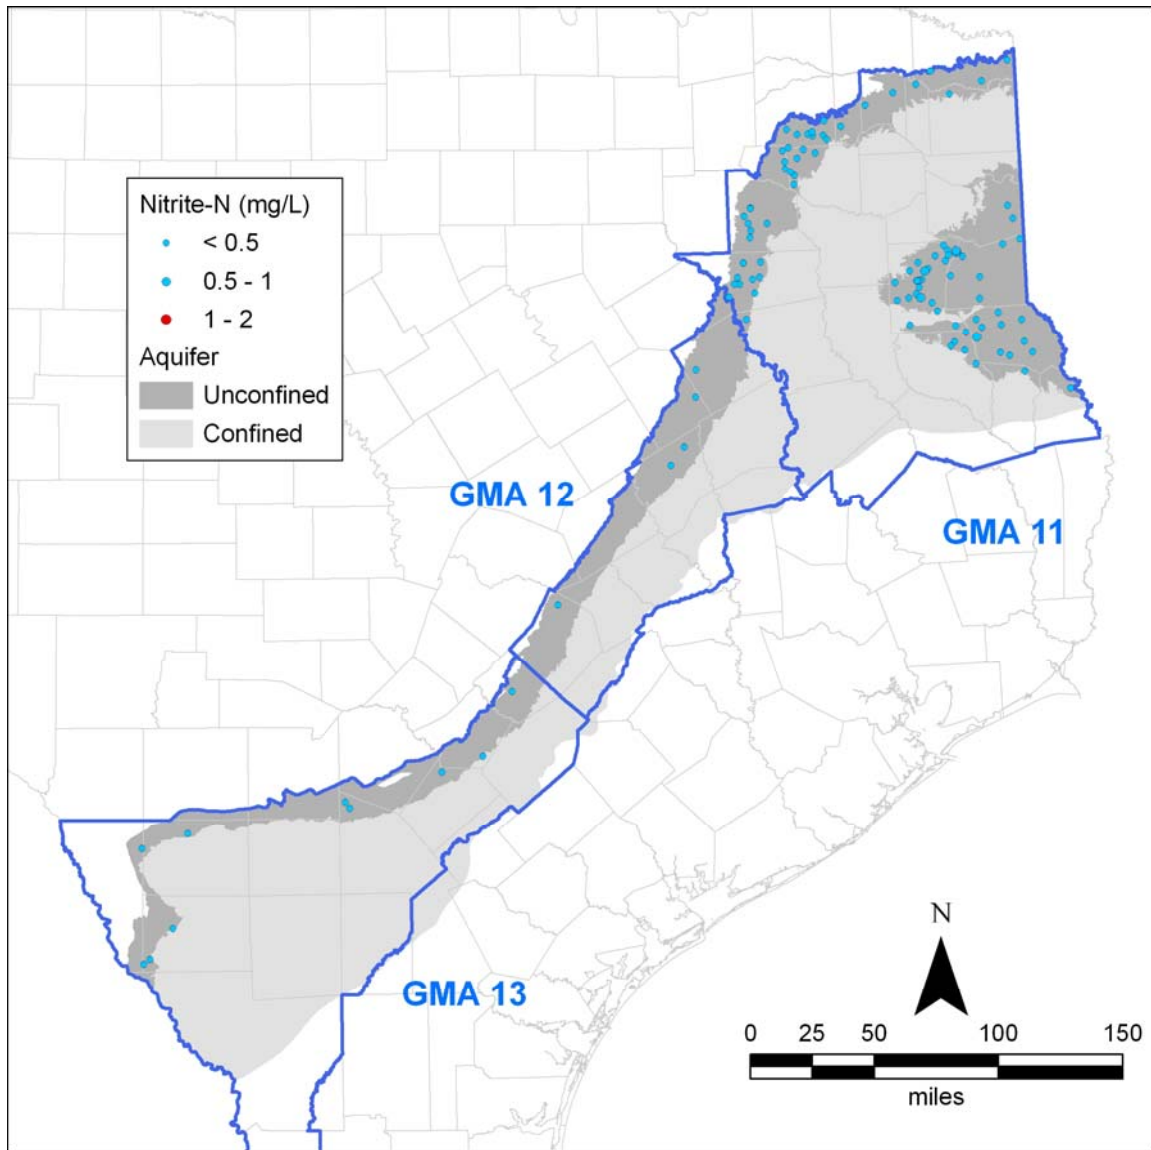 Nitrite-N (mg/L)
< 0.5
0.5 - 1
1 - 2
Aquifer
Unconfined
Confined
GMA 12
GMA 11
GMA 13
N
0 25 50 100 150
miles